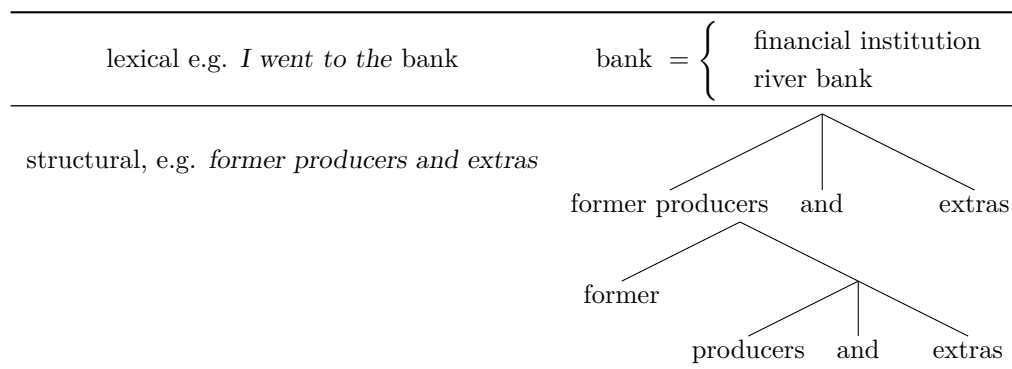 financial institution
lexical e.g. I went to the bank bank = {
river bank
structural, e.g. former producers and extras
former producers and extras
former
producers and extras